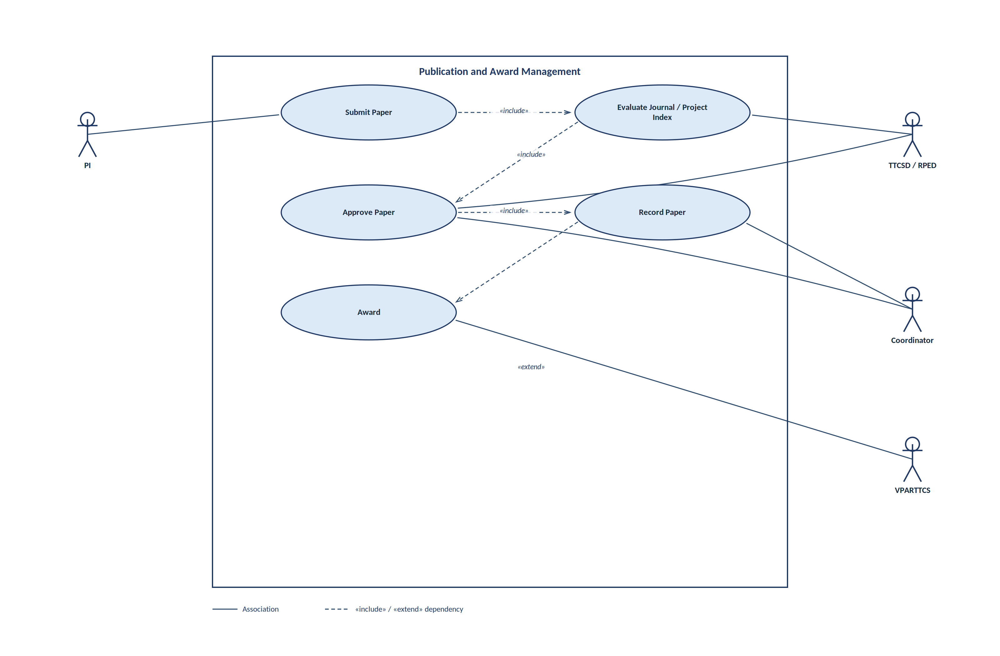 Publication and Award Management
Submit Paper
«include»
Evaluate Journal / Project
Index
PI
TTCSD / RPED
«include»
Approve Paper
«include»
Record Paper
Award
Coordinator
«extend»
VPARTTCS
Association
«include» / «extend» dependency